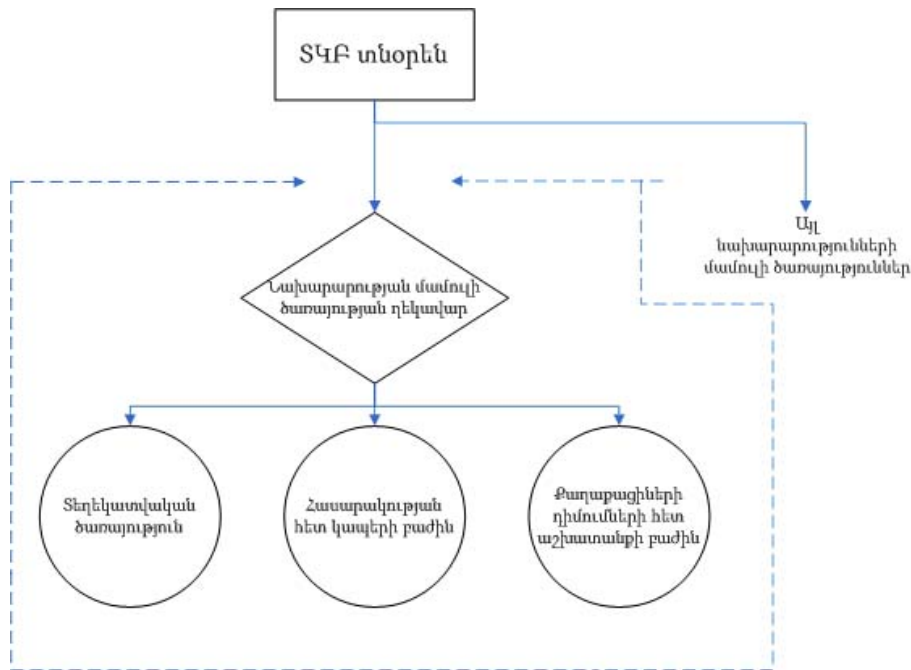 ՏԿԲ տնօրեն
Այլ
նախարարությունների
մամուլի ծառայություններ
Նախարարության մամուլի
ծառայության ղեկավար
Տեղեկատվական
ծառայություն
Հասարակության
հետ կապերի բաժին
Քաղաքացիների
դիմումների հետ
աշխատանքի բաժին